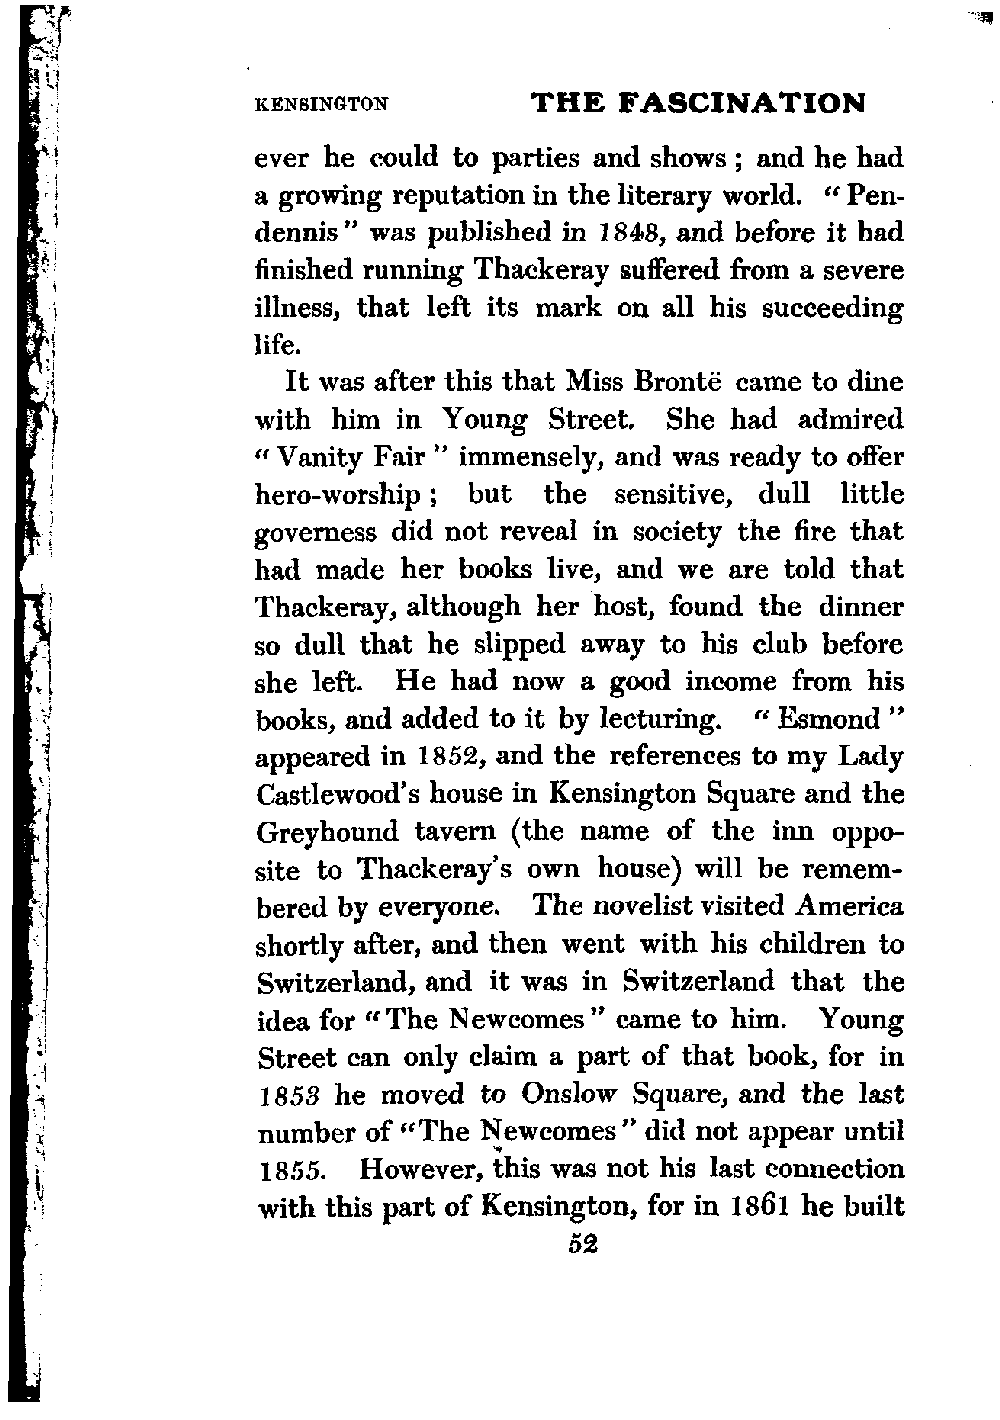 KENSINGTON THE FASCINATION
ever he could to parties and shows ; and he had
a growing reputation in the literary world. “ Pen-
dennis ” was published in 1848, and before it had
finished running Thackeray suffered from a severe
illness, that left its mark on all his succeeding
life.
It was after this that Miss Brontë came to dine
with him in Young Street. She had admired
“ Vanity Fair ” immensely, and was ready to offer
hero-worship ; but the sensitive, dull little
governess did not reveal in society the fire that
had made her books live, and we are told that
Thackeray, although her host, found the dinner
so dull that he slipped away to his club before
she left. He had now a good income from his
books, and added to it by lecturing. “ Esmond ”
appeared in 1852, and the references to my Lady
Castlewood’s house in Kensington Square and the
Greyhound tavern (the name of the inn oppo-
site to Thackeray’s own house) will be remem-
bered by everyone. The novelist visited America
shortly after, and then went with his children to
Switzerland, and it was in Switzerland that the
idea for “ The Newcomes ” came to him. Young
Street can only claim a part of that book, for in
1853 he moved to Onslow Square, and the last
number of “The Newcomes ” did not appear until
1855. However, this was not his last connection
with this part of Kensington, for in 1861 he built
52